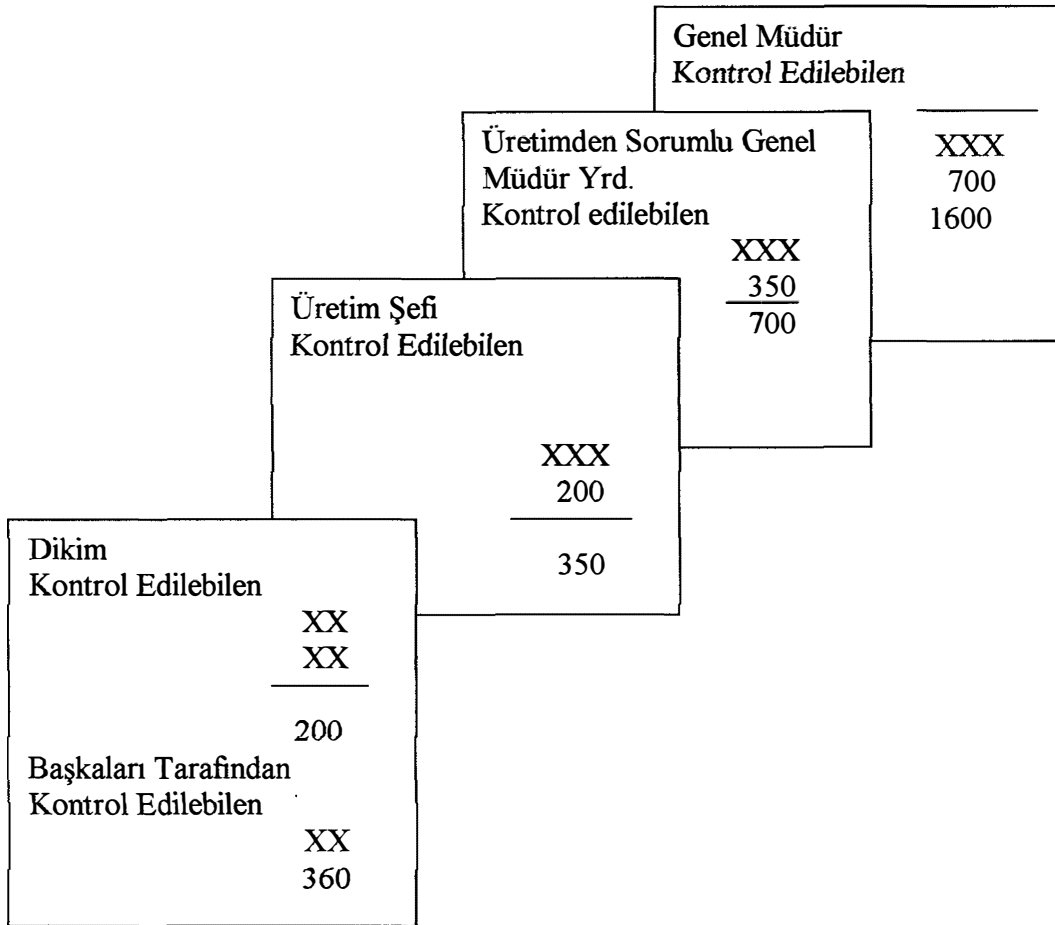 Genel Müdür
Kontrol Edilebilen
XXX
700
1600
Üretimden Sorumlu Genel
Müdür Yrd.
Kontrol edilebilen
XXX
350
700
Üretim Şefi
Kontrol Edilebilen
XXX
200
350
Dikim
Kontrol Edilebilen
XX
XX
200
Başkaları Tarafından
Kontrol Edilebilen
XX
360